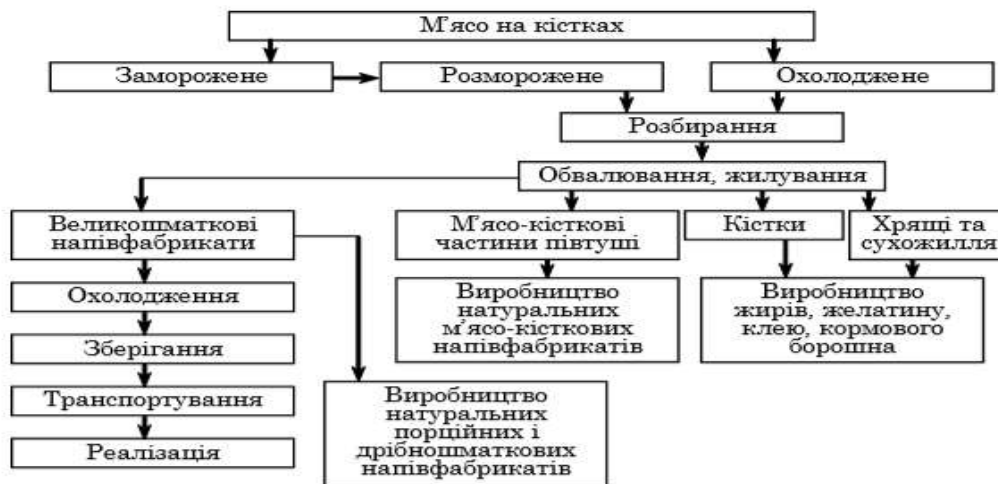 М'ясо на кістках
Заморожене
Розморожене
Охолоджене
Розбирання
Обвалювання, жилування
Великошматкові
напівфабрикати
М'ясо-кісткові
частини півтуші
Кістки
Хрящі та
сухожилля
Охолодження
Зберігання
Транспортування
Реалізація
Виробництво
натуральних
м'ясо-кісткових
напівфабрикатів
Виробництво
жирів, желатину,
клею, кормового
борошна
Виробництво
натуральних
порційних і
дрібношматкових
напівфабрикатів